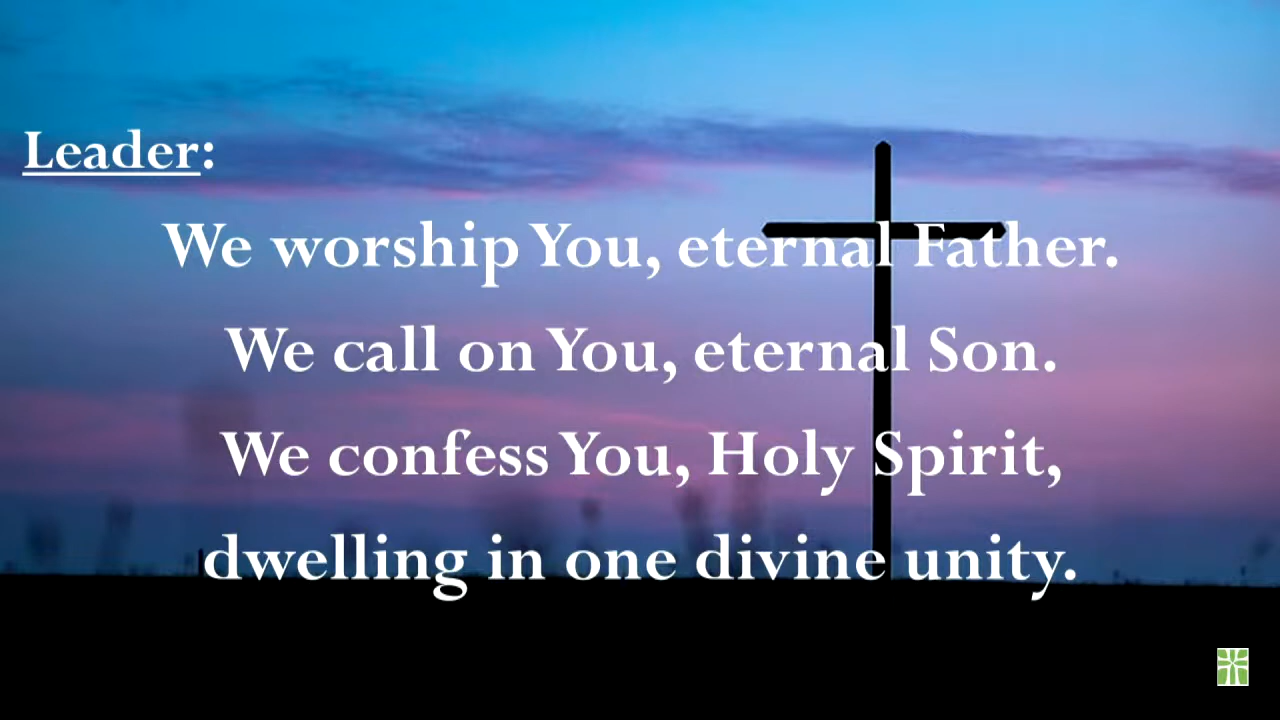 Leader:
We worship You, eternal Father.
We call on You, eternal Son.
We confess You, Holy Spirit,
dwelling in one divine unity.